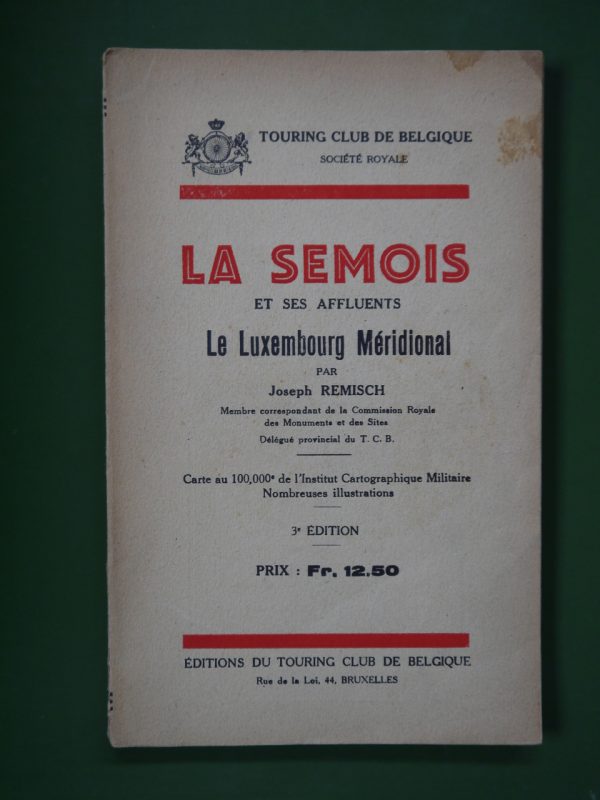 TOURING CLUB DE BELGIQUE
SOCIÉTÉ ROYALE
LA SEMOIS
ET SES AFFLUENTS
Le Luxembourg Méridional
PAR
Joseph REMISCH
Membre correspondant de la Commission Royale
des Monuments et des Sites
Délégué provincial du T. C. B.
Carte au 100,000e de l'Institut Cartographique Militaire
Nombreuses illustrations
3e ÉDITION
PRIX : Fr. 12.50
ÉDITIONS DU TOURING CLUB DE BELGIQUE
Rue de la Loi, 44, BRUXELLES